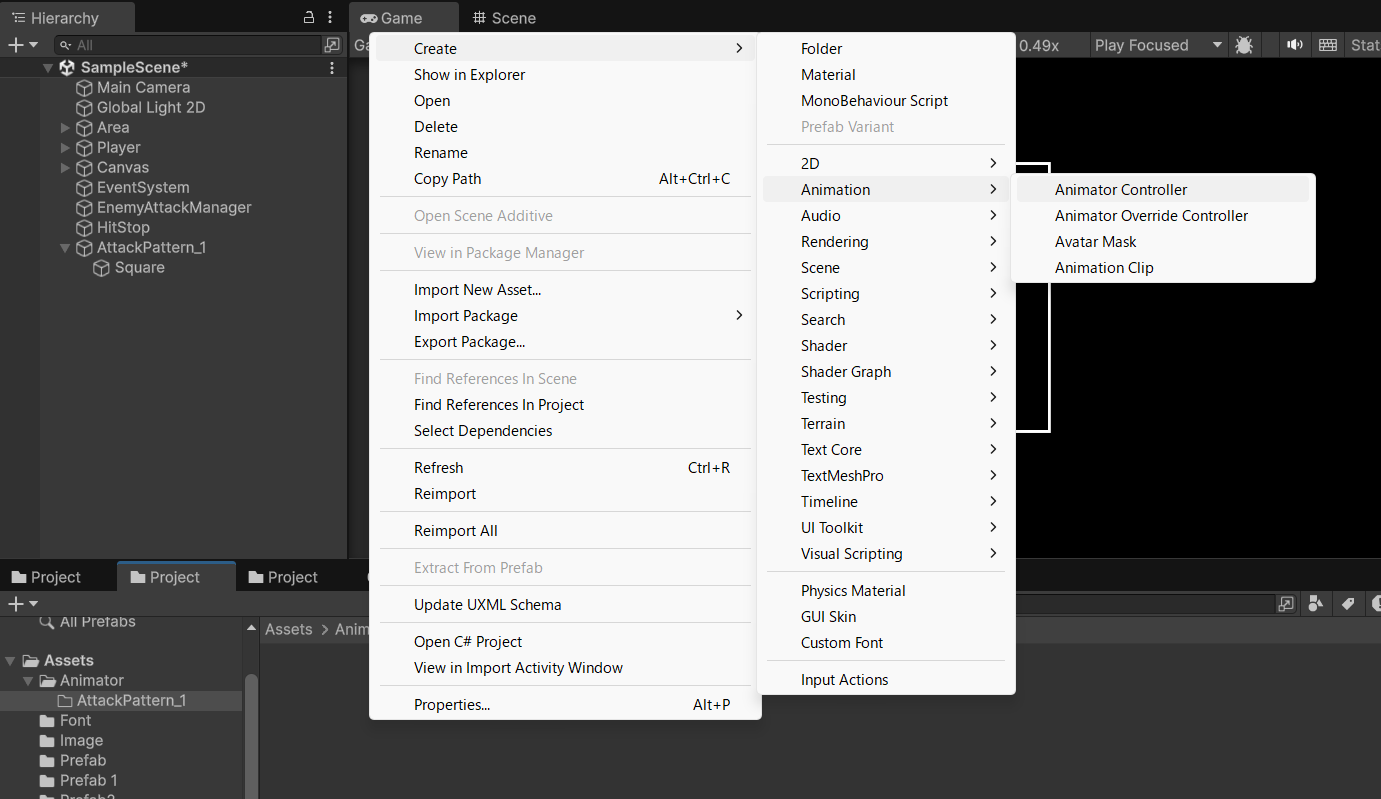 Hierarchy
Game
Scene
All
0.49x
Play Focused
Stat
SampleScene*
Main Camera
Global Light 2D
Area
Player
Canvas
EventSystem
EnemyAttackManager
HitStop
AttackPattern_1
Square
Create
Show in Explorer
Open
Delete
Rename
Copy Path Alt+Ctrl+C
Open Scene Additive
View in Package Manager
Import New Asset...
Import Package
Export Package...
Find References In Scene
Find References In Project
Select Dependencies
Refresh Ctrl+R
Reimport
Reimport All
Extract From Prefab
Update UXML Schema
Open C# Project
View in Import Activity Window
Properties... Alt+P
Folder
Material
MonoBehaviour Script
Prefab Variant
2D
Animation
Audio
Rendering
Scene
Scripting
Search
Shader
Shader Graph
Testing
Terrain
Text Core
TextMeshPro
Timeline
UI Toolkit
Visual Scripting
Physics Material
GUI Skin
Custom Font
Input Actions
Animator Controller
Animator Override Controller
Avatar Mask
Animation Clip
Project
Project
Project
All Prefabs
Assets > Anim
Assets
Animator
AttackPattern_1
Font
Image
Prefab
Prefab 1
Prefab2